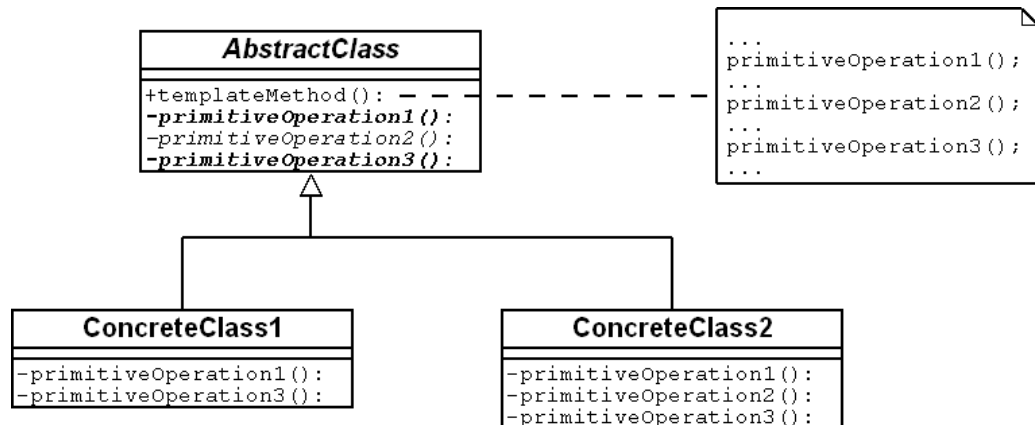 AbstractClass
+templateMethod():
-primitiveOperation1():
-primitiveOperation2():
-primitiveOperation3():
...
primitiveOperation1();
...
primitiveOperation2();
...
primitiveOperation3();
...
ConcreteClass1
-primitiveOperation1():
-primitiveOperation3():
ConcreteClass2
-primitiveOperation1():
-primitiveOperation2():
-primitiveOperation3():